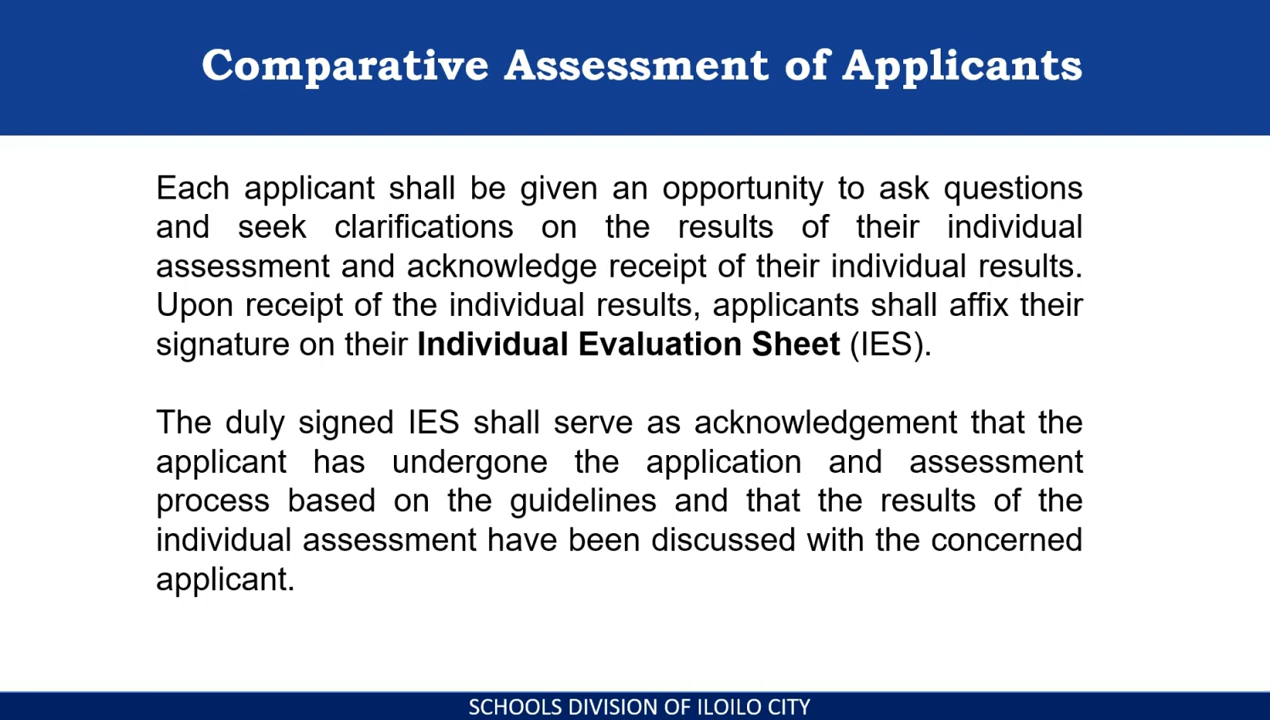 Comparative Assessment of Applicants
Each applicant shall be given an opportunity to ask questions
and seek clarifications on the results of their individual
assessment and acknowledge receipt of their individual results.
Upon receipt of the individual results, applicants shall affix their
signature on their Individual Evaluation Sheet (IES).
The duly signed IES shall serve as acknowledgement that the
applicant has undergone the application and assessment
process based on the guidelines and that the results of the
individual assessment have been discussed with the concerned
applicant.
SCHOOLS DIVISION OF ILOILO CITY